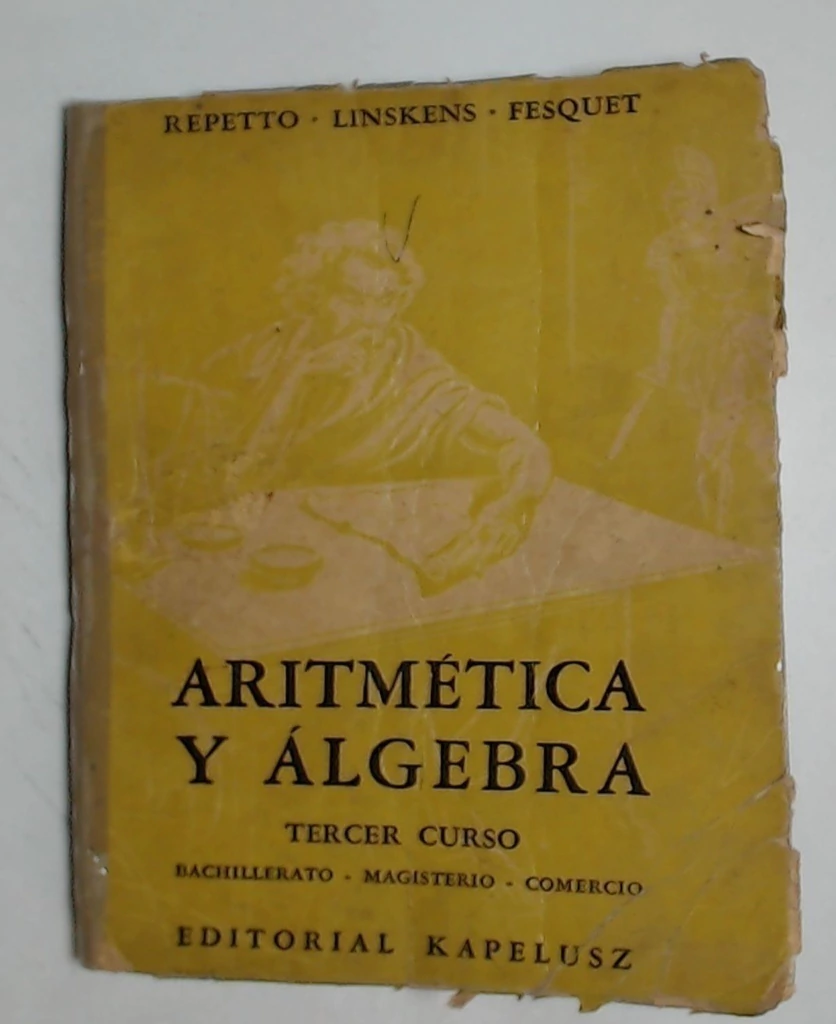 REPETTO · LINSKENS · FESQUET
ARITMÉTICA
Y ÁLGEBRA
TERCER CURSO
BACHILLERATO - MAGISTERIO - COMERCIO
EDITORIAL KAPELUSZ